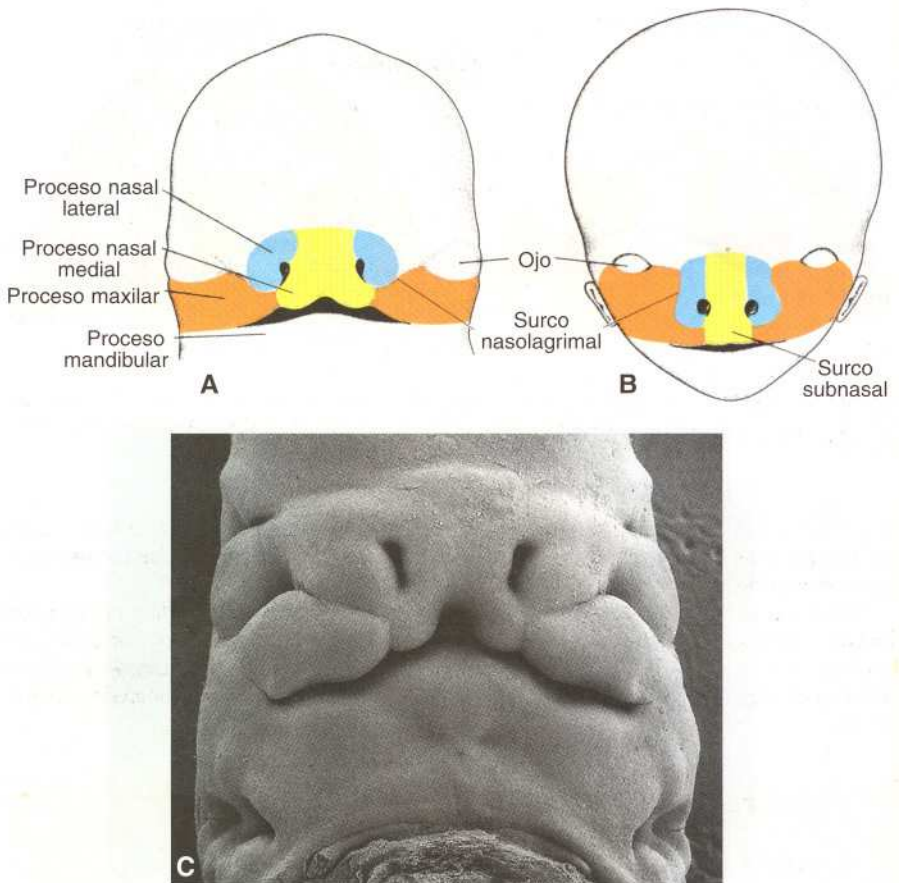 Proceso nasal
lateral
Proceso nasal
medial
Proceso maxilar
Proceso
mandibular
A
Ojo
Surco
nasolagrimal
B
Surco
subnasal
C